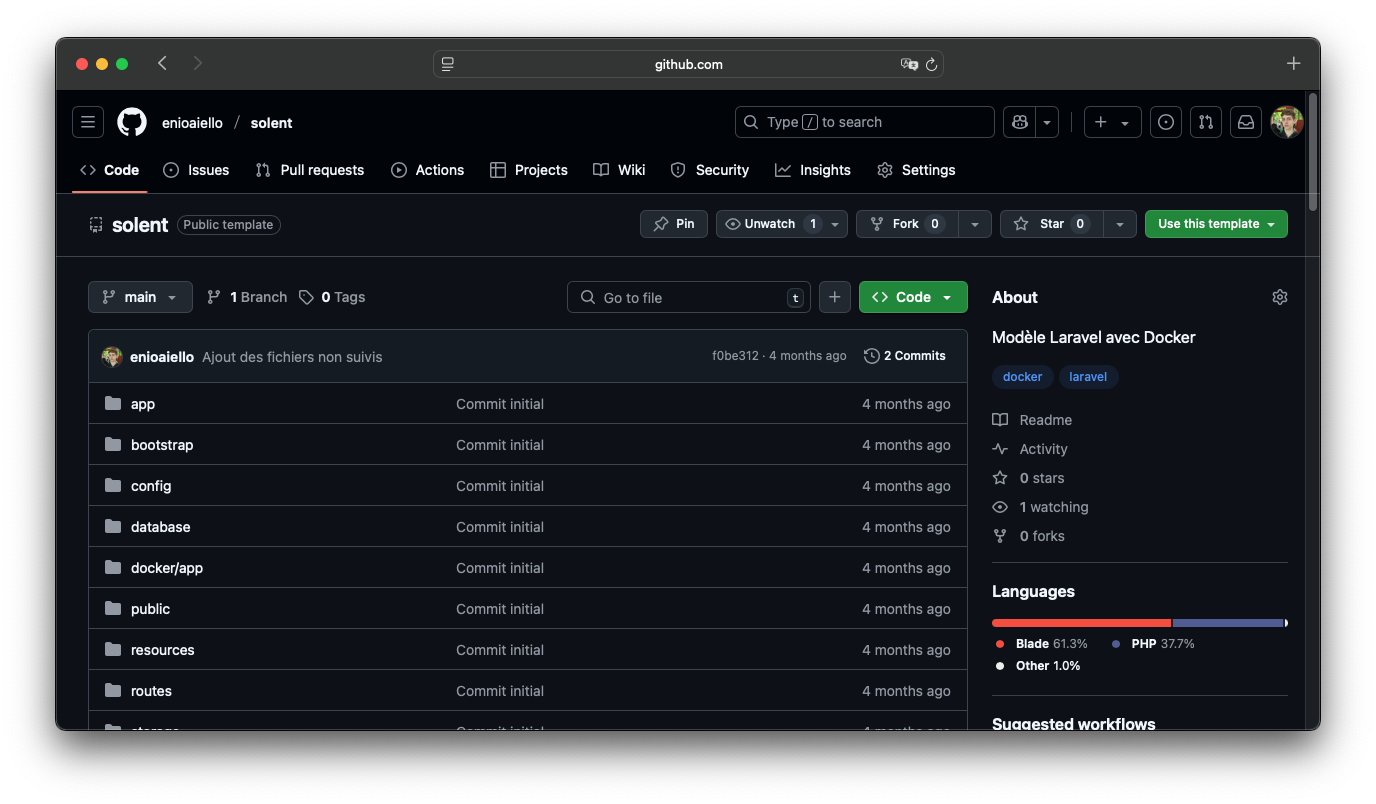 github.com
enioaiello / solent
Type / to search
Code Issues Pull requests Actions Projects Wiki Security Insights Settings
solent Public template
Pin Unwatch 1 Fork 0 Star 0 Use this template
main 1 Branch 0 Tags Go to file t Code
enioaiello Ajout des fichiers non suivis f0be312 · 4 months ago 2 Commits
app Commit initial 4 months ago
bootstrap Commit initial 4 months ago
config Commit initial 4 months ago
database Commit initial 4 months ago
docker/app Commit initial 4 months ago
public Commit initial 4 months ago
resources Commit initial 4 months ago
routes Commit initial 4 months ago
storage Commit initial 4 months ago
About
Modèle Laravel avec Docker
docker laravel
Readme
Activity
0 stars
1 watching
0 forks
Languages
Blade 61.3% PHP 37.7%
Other 1.0%
Suggested workflows